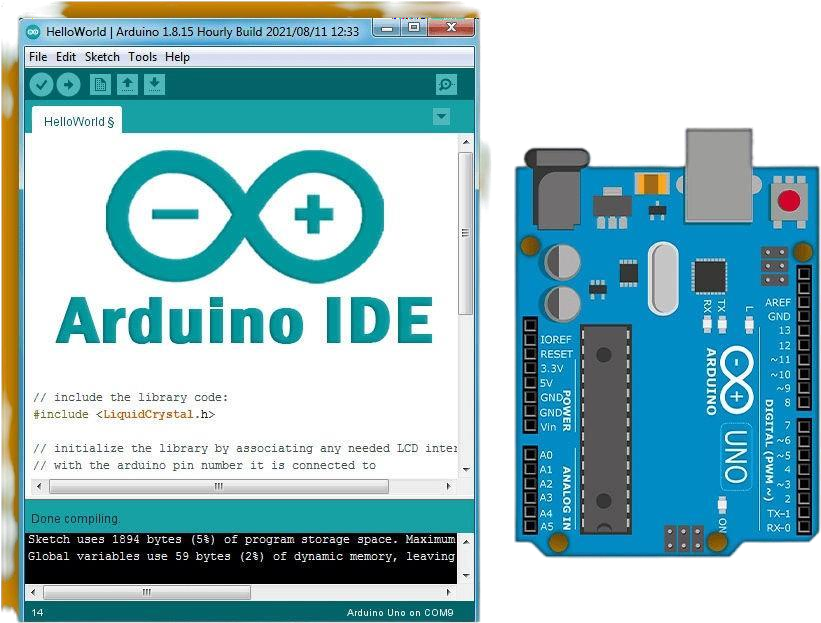 HelloWorld | Arduino 1.8.15 Hourly Build 2021/08/11 12:33
File Edit Sketch Tools Help
HelloWorld §
Arduino IDE
// include the library code:
#include <LiquidCrystal.h>
// initialize the library by associating any needed LCD inter
// with the arduino pin number it is connected to
Done compiling.
Sketch uses 1894 bytes (5%) of program storage space. Maximum
Global variables use 59 bytes (2%) of dynamic memory, leaving
14
Arduino Uno on COM9
RX
TX
L
AREF
GND
13
12
~11
~10
~9
8
7
~6
~5
4
~3
2
TX-1
RX-0
DIGITAL (PWM ~)
ARDUINO
UNO
ON
IOREF
RESET
3.3V
5V
GND
GND
Vin
POWER
A0
A1
A2
A3
A4
A5
ANALOG IN